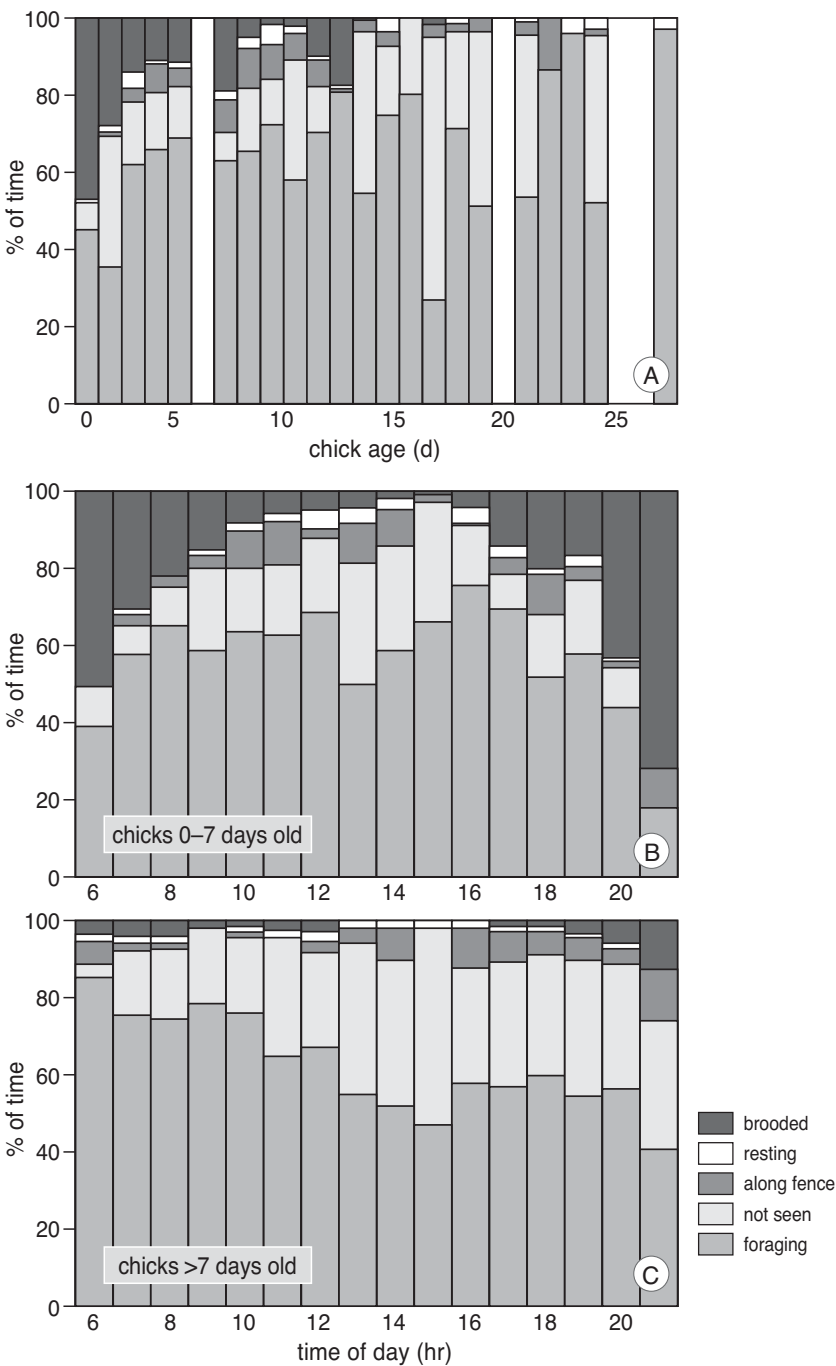 100
80
60
40
20
0
% of time
A
0 5 10 15 20 25
chick age (d)
100
80
60
40
20
0
% of time
chicks 0–7 days old
B
6 8 10 12 14 16 18 20
100
80
60
40
20
0
% of time
chicks >7 days old
C
6 8 10 12 14 16 18 20
time of day (hr)
brooded
resting
along fence
not seen
foraging